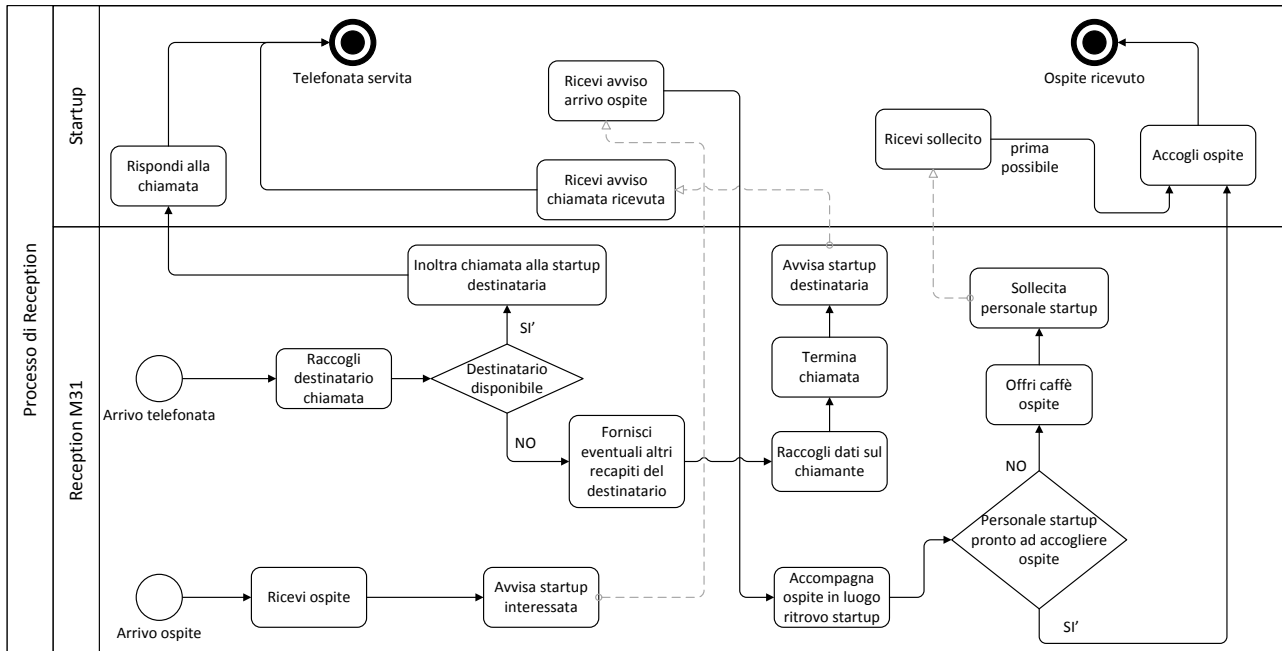 Processo di Reception
Startup
Telefonata servita
Ospite ricevuto
Ricevi avviso
arrivo ospite
Ricevi sollecito
prima
possibile
Accogli ospite
Rispondi alla
chiamata
Ricevi avviso
chiamata ricevuta
Reception M31
Inoltra chiamata alla startup
destinataria
Avvisa startup
destinataria
Sollecita
personale startup
SI’
Arrivo telefonata
Raccogli
destinatario
chiamata
Destinatario
disponibile
Termina
chiamata
Offri caffè
ospite
NO
Fornisci
eventuali altri
recapiti del
destinatario
Raccogli dati sul
chiamante
NO
Personale startup
pronto ad accogliere
ospite
Arrivo ospite
Ricevi ospite
Avvisa startup
interessata
Accompagna
ospite in luogo
ritrovo startup
SI’